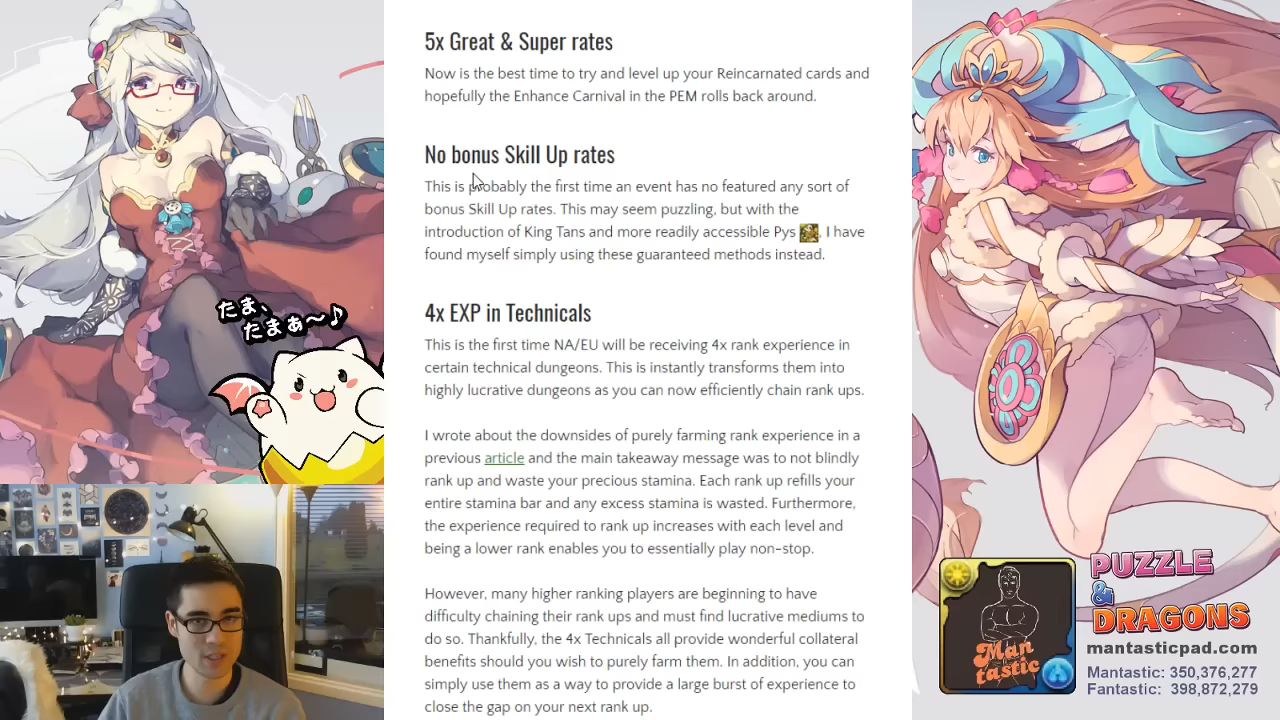 5x Great & Super rates
Now is the best time to try and level up your Reincarnated cards and
hopefully the Enhance Carnival in the PEM rolls back around.
No bonus Skill Up rates
This is probably the first time an event has no featured any sort of
bonus Skill Up rates. This may seem puzzling, but with the
introduction of King Tans and more readily accessible Pys . I have
found myself simply using these guaranteed methods instead.
4x EXP in Technicals
This is the first time NA/EU will be receiving 4x rank experience in
certain technical dungeons. This is instantly transforms them into
highly lucrative dungeons as you can now efficiently chain rank ups.
I wrote about the downsides of purely farming rank experience in a
previous article and the main takeaway message was to not blindly
rank up and waste your precious stamina. Each rank up refills your
entire stamina bar and any excess stamina is wasted. Furthermore,
the experience required to rank up increases with each level and
being a lower rank enables you to essentially play non-stop.
However, many higher ranking players are beginning to have
difficulty chaining their rank ups and must find lucrative mediums to
do so. Thankfully, the 4x Technicals all provide wonderful collateral
benefits should you wish to purely farm them. In addition, you can
simply use them as a way to provide a large burst of experience to
close the gap on your next rank up.
たま、
たまぁ〜♪
Man
tastic
PUZZLE
&
DRAGONS
mantasticpad.com
Mantastic: 350,376,277
Fantastic: 398,872,279